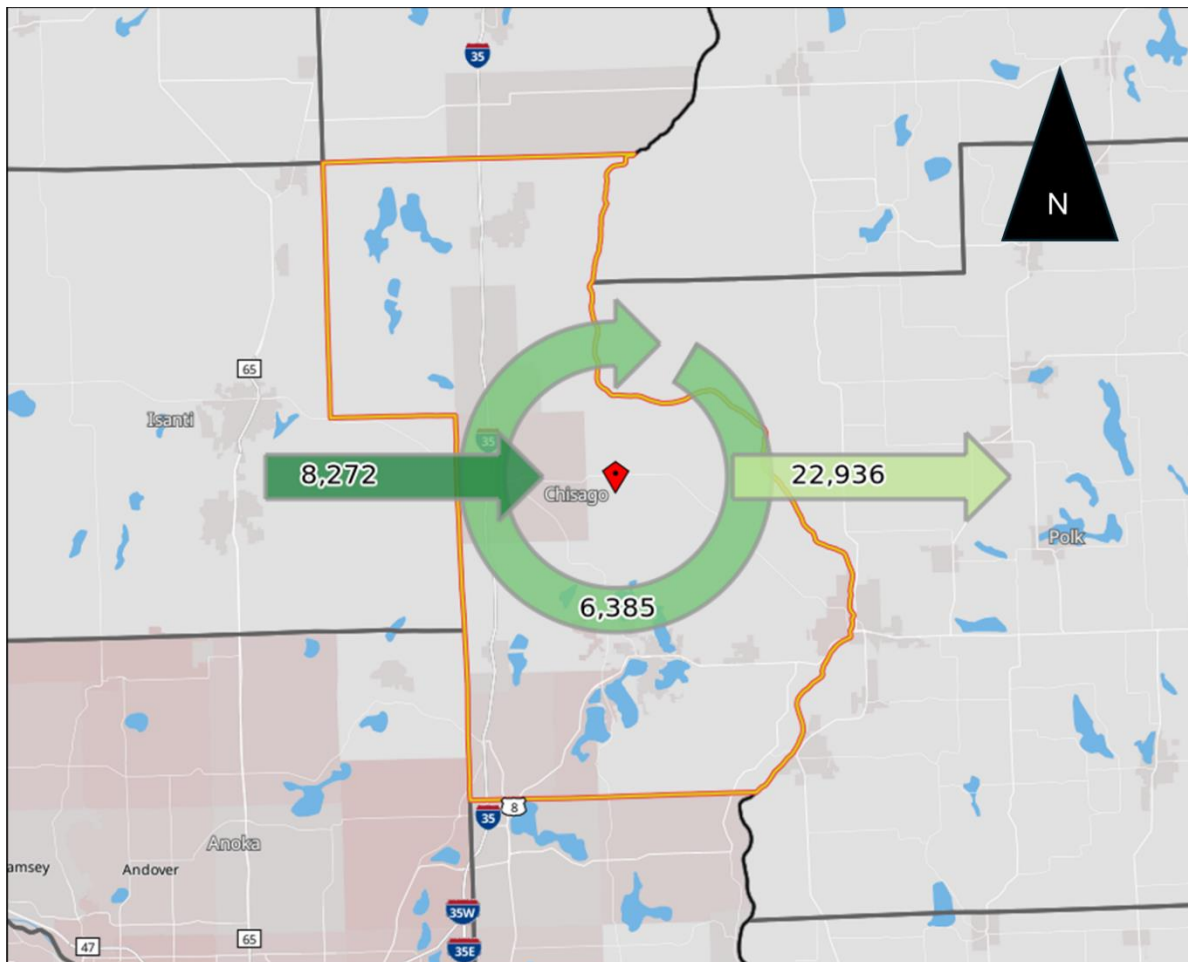 35
N
65
Isanti
35
8,272
Chisago
22,936
Polk
6,385
8
35
Anoka
amsey
Andover
35W
65
47
35E